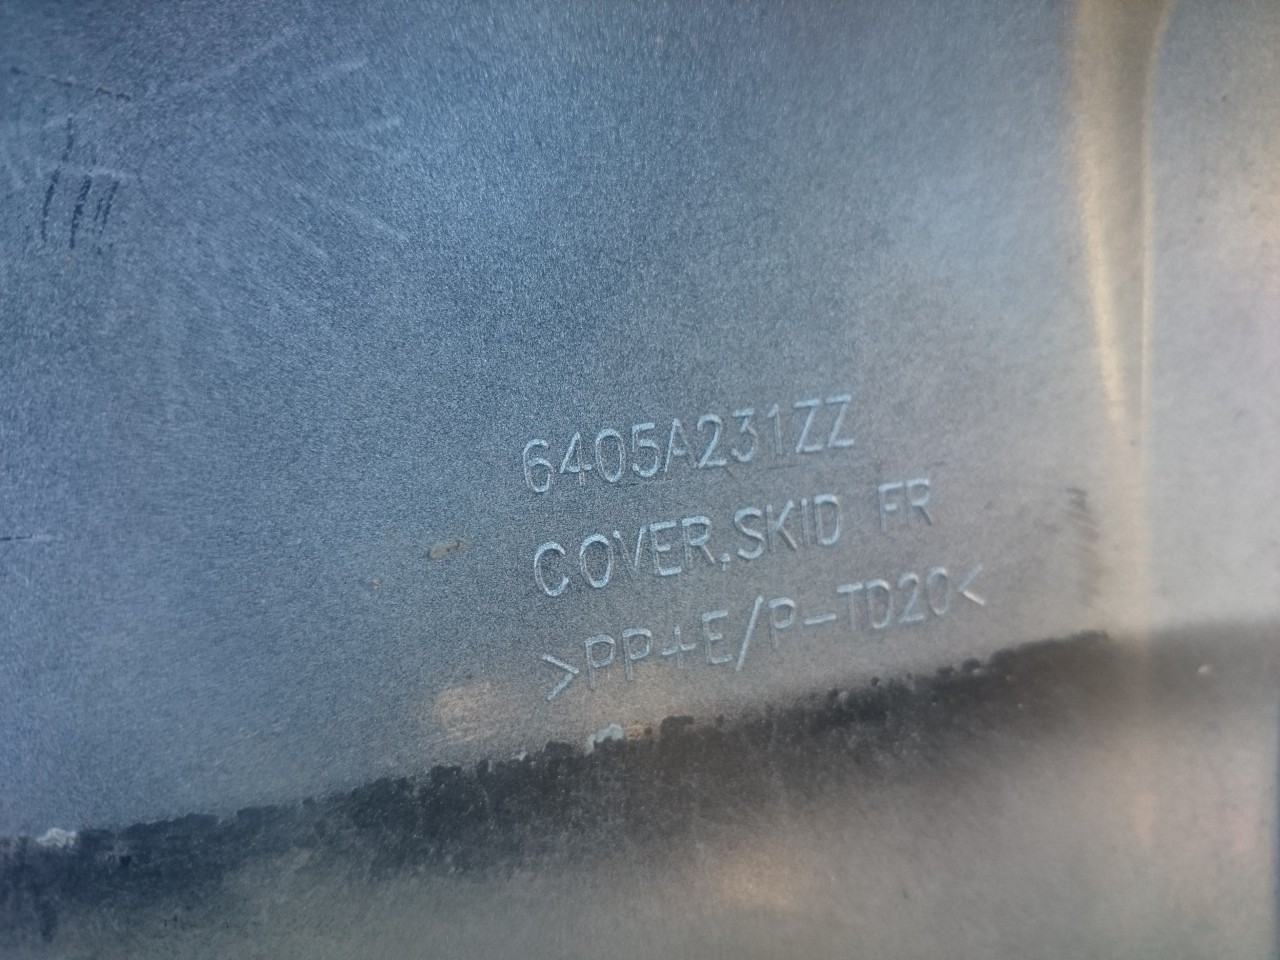 6405A231ZZ
COVER,SKID FR
>PP+E/P-TD20<